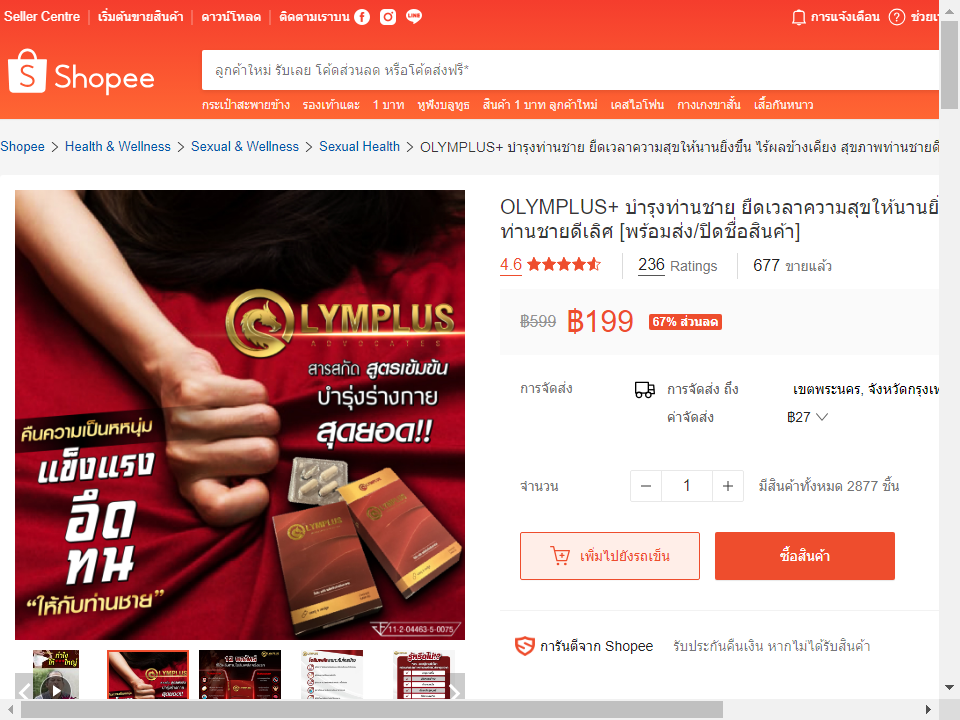 Seller Centre
เริ่มต้นขายสินค้า
ดาวน์โหลด
ติดตามเราบน
การแจ้งเตือน
Shopee
ลูกค้าใหม่ รับเลย โค้ดส่วนลด หรือโค้ดส่งฟรี*
กระเป๋าสะพายข้าง รองเท้าแตะ 1 บาท หูฟังบลูทูธ สินค้า 1 บาท ลูกค้าใหม่ เคสไอโฟน กางเกงขาสั้น เสื้อกันหนาว
Shopee > Health & Wellness > Sexual & Wellness > Sexual Health > OLYMPLUS+ บำรุงท่านชาย ยืดเวลาความสุขให้นานยิ่งขึ้น ไร้ผลข้างเคียง สุขภาพท่านชายดี
OLYMPLUS
ADVOCATES
สารสกัด สูตรเข้มข้น
บำรุงร่างกาย
สุดยอด!!
คืนความเป็นหหนุ่ม
แข็งแรง
อึด
ทน
“ให้กับท่านชาย”
11-2-04463-5-0075
OLYMPLUS+ บำรุงท่านชาย ยืดเวลาความสุขให้นานยิ่
ท่านชายดีเลิศ [พร้อมส่ง/ปิดชื่อสินค้า]
4.6
236 Ratings
677 ขายแล้ว
฿599 ฿199 67% ส่วนลด
การจัดส่ง
การจัดส่ง ถึง
เขตพระนคร, จังหวัดกรุงเท
ค่าจัดส่ง
฿27
จำนวน
1
มีสินค้าทั้งหมด 2877 ชิ้น
เพิ่มไปยังรถเข็น
ซื้อสินค้า
การันตีจาก Shopee
รับประกันคืนเงิน หากไม่ได้รับสินค้า